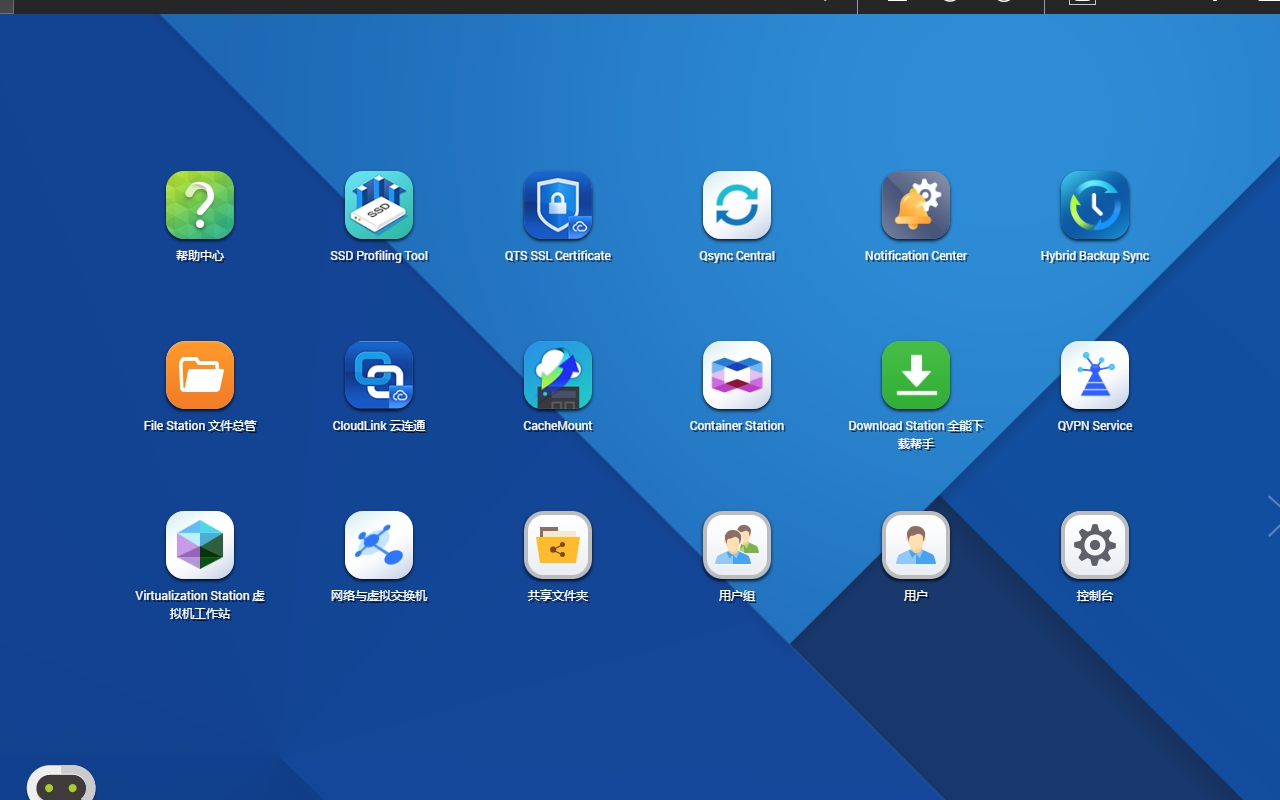 帮助中心
SSD Profiling Tool
QTS SSL Certificate
Qsync Central
Notification Center
Hybrid Backup Sync
SSD
File Station 文件总管
CloudLink 云连通
CacheMount
Container Station
Download Station 全能下
载帮手
QVPN Service
Virtualization Station 虚
拟机工作站
网络与虚拟交换机
共享文件夹
用户组
用户
控制台